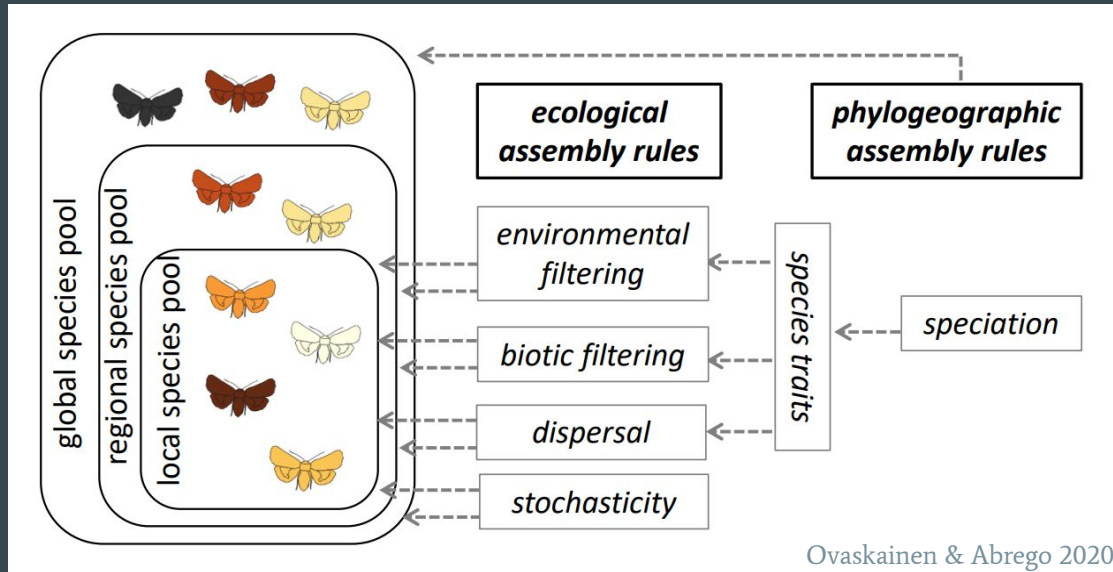 global species pool
regional species pool
local species pool
ecological
assembly rules
phylogeographic
assembly rules
environmental
filtering
biotic filtering
dispersal
stochasticity
species traits
speciation
Ovaskainen & Abrego 2020